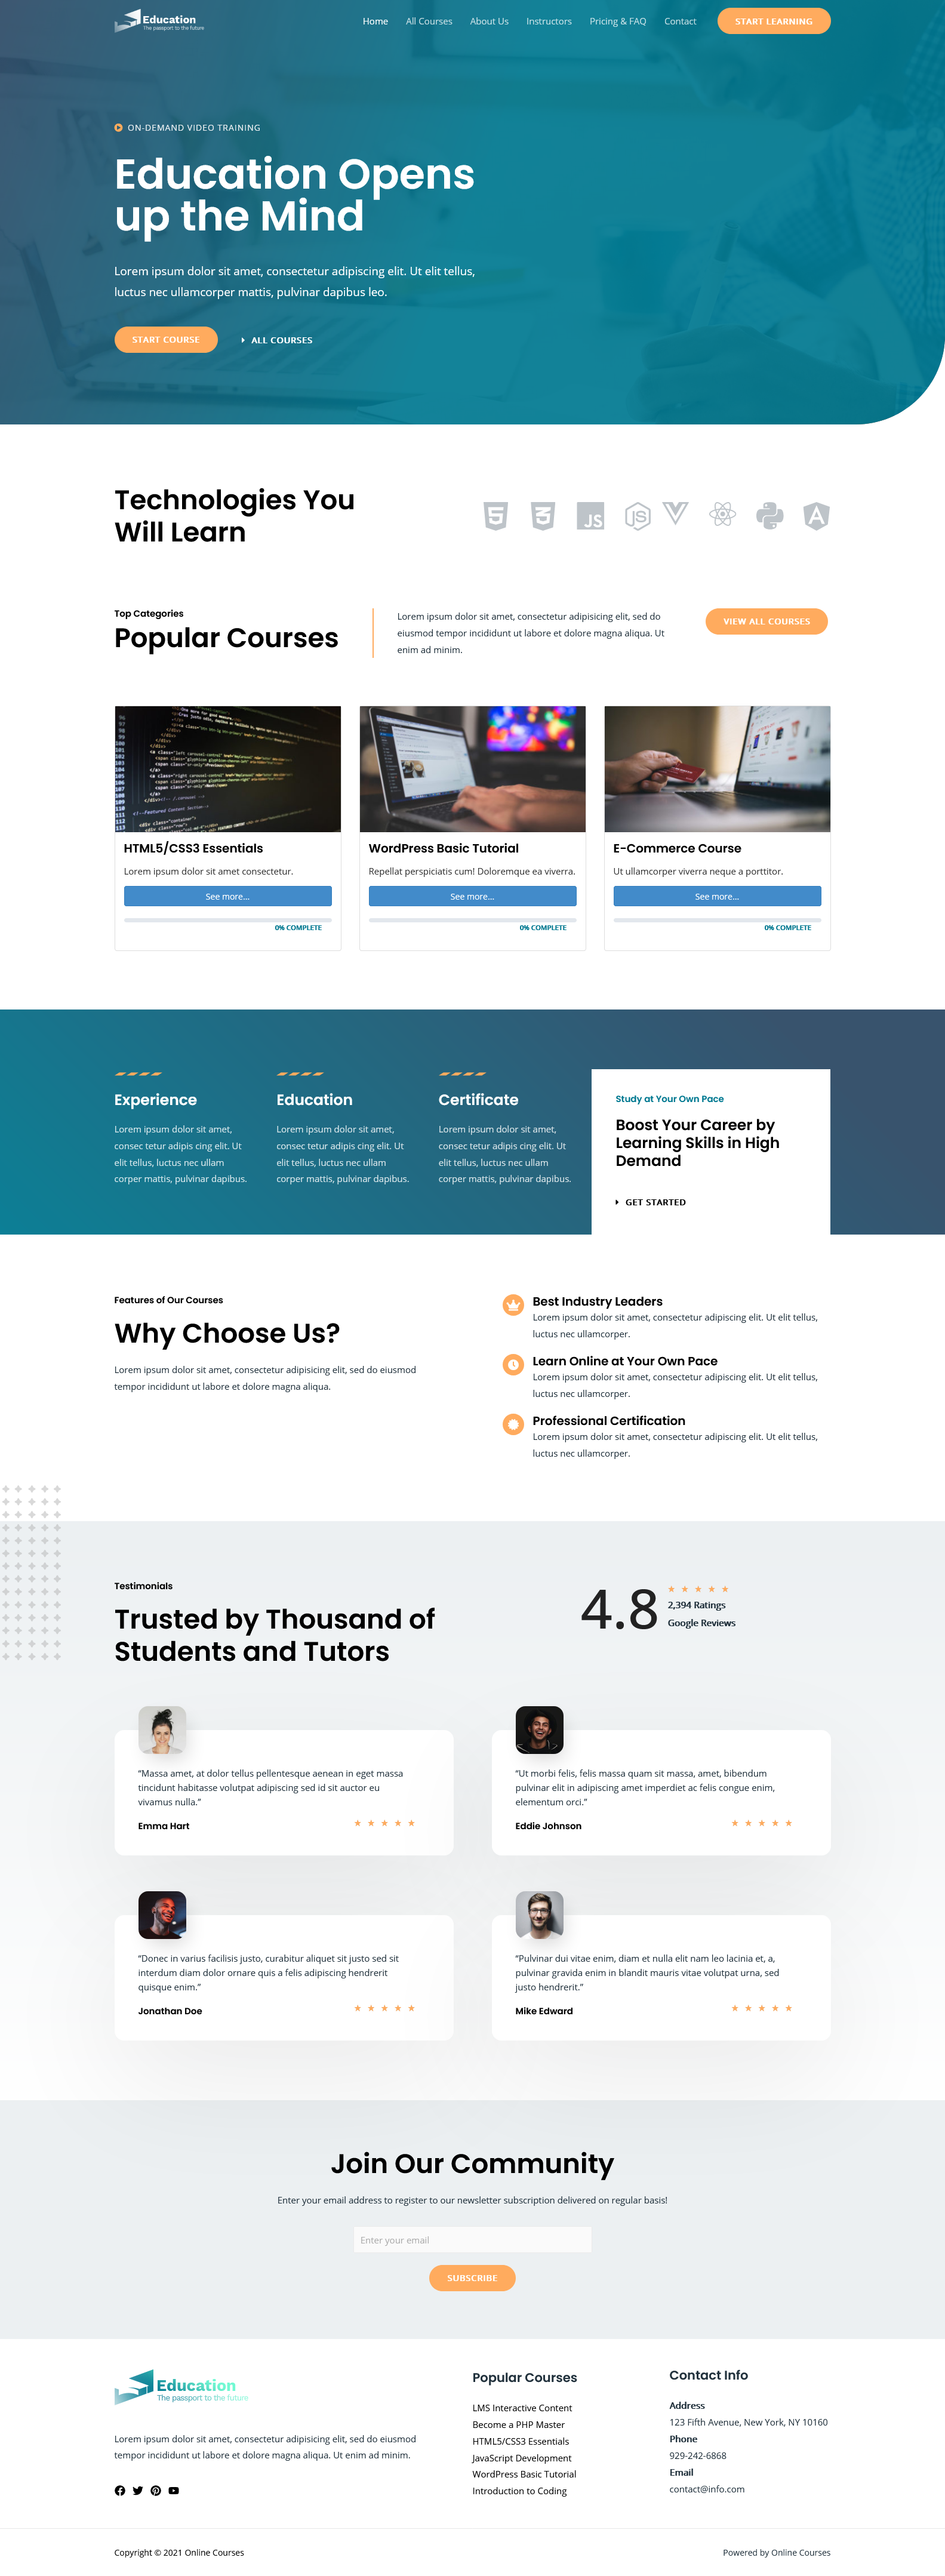 Education
The passport to the future
Home
All Courses
About Us
Instructors
Pricing & FAQ
Contact
START LEARNING
ON-DEMAND VIDEO TRAINING
Education Opens
up the Mind
Lorem ipsum dolor sit amet, consectetur adipiscing elit. Ut elit tellus,
luctus nec ullamcorper mattis, pulvinar dapibus leo.
START COURSE
ALL COURSES
Technologies You
Will Learn
5
3
JS
JS
Top Categories
Popular Courses
Lorem ipsum dolor sit amet, consectetur adipisicing elit, sed do
eiusmod tempor incididunt ut labore et dolore magna aliqua. Ut
enim ad minim.
VIEW ALL COURSES
HTML5/CSS3 Essentials
Lorem ipsum dolor sit amet consectetur.
See more...
0% COMPLETE
WordPress Basic Tutorial
Repellat perspiciatis cum! Doloremque ea viverra.
See more...
0% COMPLETE
E-Commerce Course
Ut ullamcorper viverra neque a porttitor.
See more...
0% COMPLETE
Experience
Lorem ipsum dolor sit amet,
consec tetur adipis cing elit. Ut
elit tellus, luctus nec ullam
corper mattis, pulvinar dapibus.
Education
Lorem ipsum dolor sit amet,
consec tetur adipis cing elit. Ut
elit tellus, luctus nec ullam
corper mattis, pulvinar dapibus.
Certificate
Lorem ipsum dolor sit amet,
consec tetur adipis cing elit. Ut
elit tellus, luctus nec ullam
corper mattis, pulvinar dapibus.
Study at Your Own Pace
Boost Your Career by
Learning Skills in High
Demand
GET STARTED
Features of Our Courses
Why Choose Us?
Lorem ipsum dolor sit amet, consectetur adipisicing elit, sed do eiusmod
tempor incididunt ut labore et dolore magna aliqua.
Best Industry Leaders
Lorem ipsum dolor sit amet, consectetur adipiscing elit. Ut elit tellus,
luctus nec ullamcorper.
Learn Online at Your Own Pace
Lorem ipsum dolor sit amet, consectetur adipiscing elit. Ut elit tellus,
luctus nec ullamcorper.
Professional Certification
Lorem ipsum dolor sit amet, consectetur adipiscing elit. Ut elit tellus,
luctus nec ullamcorper.
Testimonials
Trusted by Thousand of
Students and Tutors
4.8
2,394 Ratings
Google Reviews
“Massa amet, at dolor tellus pellentesque aenean in eget massa
tincidunt habitasse volutpat adipiscing sed id sit auctor eu
vivamus nulla.”
Emma Hart
“Ut morbi felis, felis massa quam sit massa, amet, bibendum
pulvinar elit in adipiscing amet imperdiet ac felis congue enim,
elementum orci.”
Eddie Johnson
“Donec in varius facilisis justo, curabitur aliquet sit justo sed sit
interdum diam dolor ornare quis a felis adipiscing hendrerit
quisque enim.”
Jonathan Doe
“Pulvinar dui vitae enim, diam et nulla elit nam leo lacinia et, a,
pulvinar gravida enim in blandit mauris vitae volutpat urna, sed
justo hendrerit.”
Mike Edward
Join Our Community
Enter your email address to register to our newsletter subscription delivered on regular basis!
Enter your email
SUBSCRIBE
Education
The passport to the future
Lorem ipsum dolor sit amet, consectetur adipisicing elit, sed do eiusmod
tempor incididunt ut labore et dolore magna aliqua. Ut enim ad minim.
Popular Courses
LMS Interactive Content
Become a PHP Master
HTML5/CSS3 Essentials
JavaScript Development
WordPress Basic Tutorial
Introduction to Coding
Contact Info
Address
123 Fifth Avenue, New York, NY 10160
Phone
929-242-6868
Email
contact@info.com
Copyright © 2021 Online Courses
Powered by Online Courses